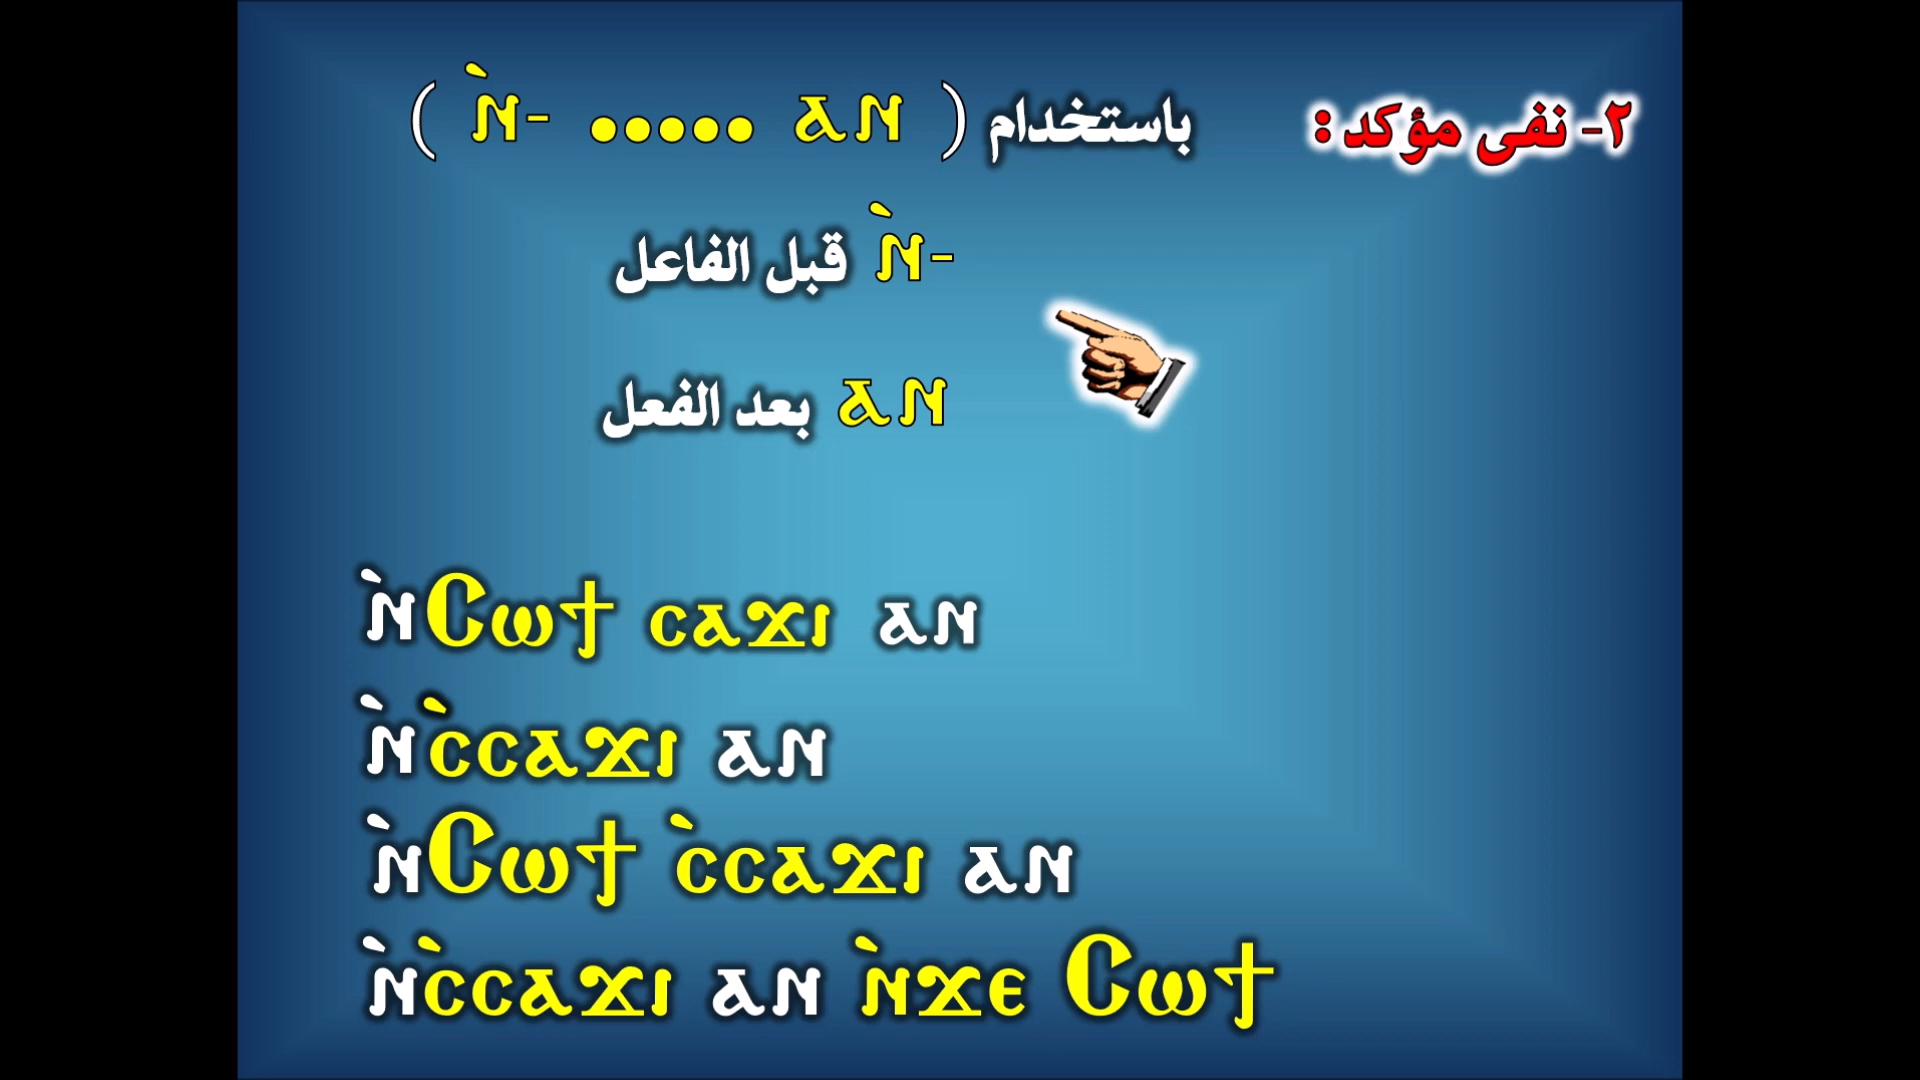 ٢- نفى مؤكد : باستخدام ( ⲛ̀- ••••• ⲁⲛ )
ⲛ̀- قبل الفاعل
ⲁⲛ بعد الفعل
ⲛ̀Ⲥⲱϯ ⲥⲁϫⲓ ⲁⲛ
ⲛ̀ⲥ̀ⲥⲁϫⲓ ⲁⲛ
ⲛ̀Ⲥⲱϯ ⲥ̀ⲥⲁϫⲓ ⲁⲛ
ⲛ̀ⲥ̀ⲥⲁϫⲓ ⲁⲛ ⲛ̀ϫⲉ Ⲥⲱϯ